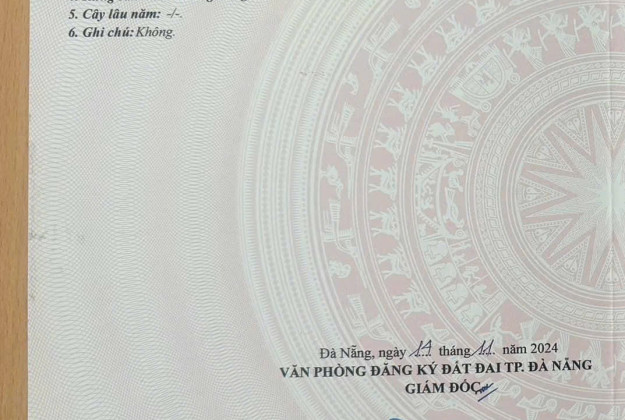 5. Cây lâu năm: -/-.
6. Ghi chú: Không.
Đà Nẵng, ngày 17 tháng 11 năm 2024
VĂN PHÒNG ĐĂNG KÝ ĐẤT ĐAI TP. ĐÀ NẴNG
GIÁM ĐỐC